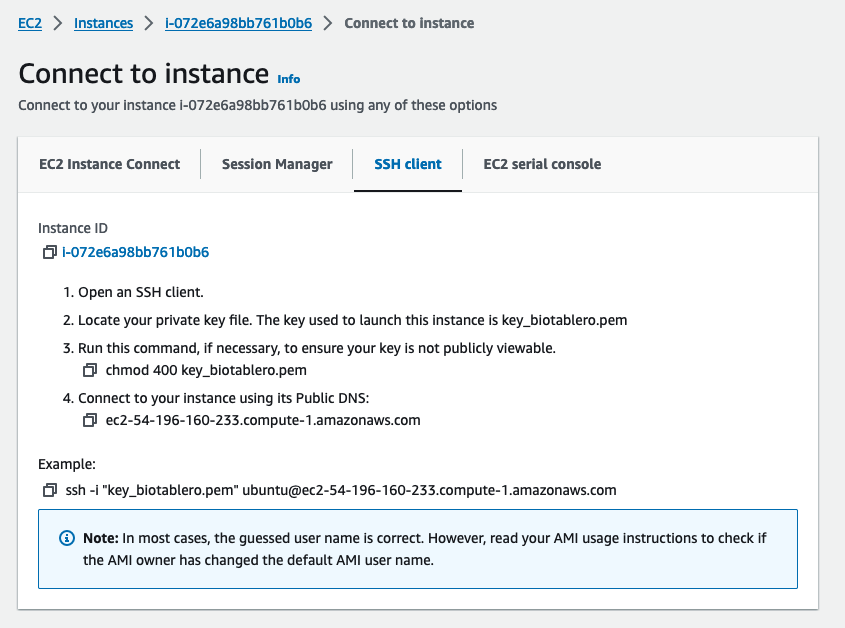 EC2 > Instances > i-072e6a98bb761b0b6 > Connect to instance
Connect to instance Info
Connect to your instance i-072e6a98bb761b0b6 using any of these options
EC2 Instance Connect Session Manager SSH client EC2 serial console
Instance ID
i-072e6a98bb761b0b6
1. Open an SSH client.
2. Locate your private key file. The key used to launch this instance is key_biotablero.pem
3. Run this command, if necessary, to ensure your key is not publicly viewable.
chmod 400 key_biotablero.pem
4. Connect to your instance using its Public DNS:
ec2-54-196-160-233.compute-1.amazonaws.com
Example:
ssh -i "key_biotablero.pem" ubuntu@ec2-54-196-160-233.compute-1.amazonaws.com
Note: In most cases, the guessed user name is correct. However, read your AMI usage instructions to check if
the AMI owner has changed the default AMI user name.